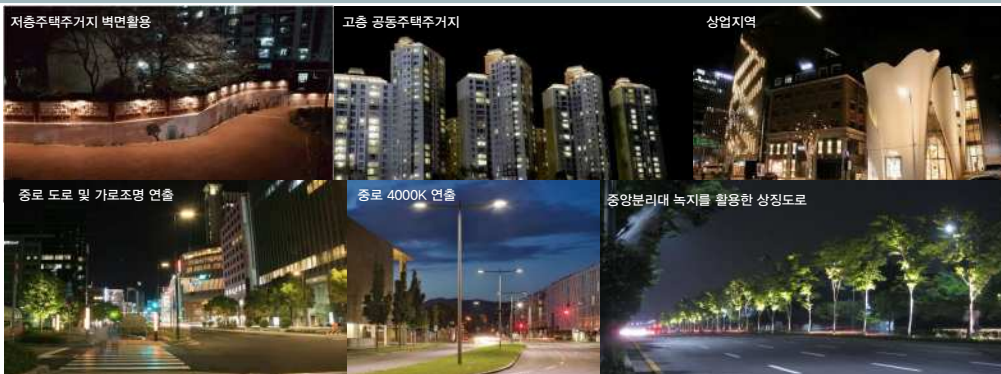 저층주택주거지 벽면활용
고층 공동주택주거지
상업지역
중로 도로 및 가로조명 연출
중로 4000K 연출
중앙분리대 녹지를 활용한 상징도로